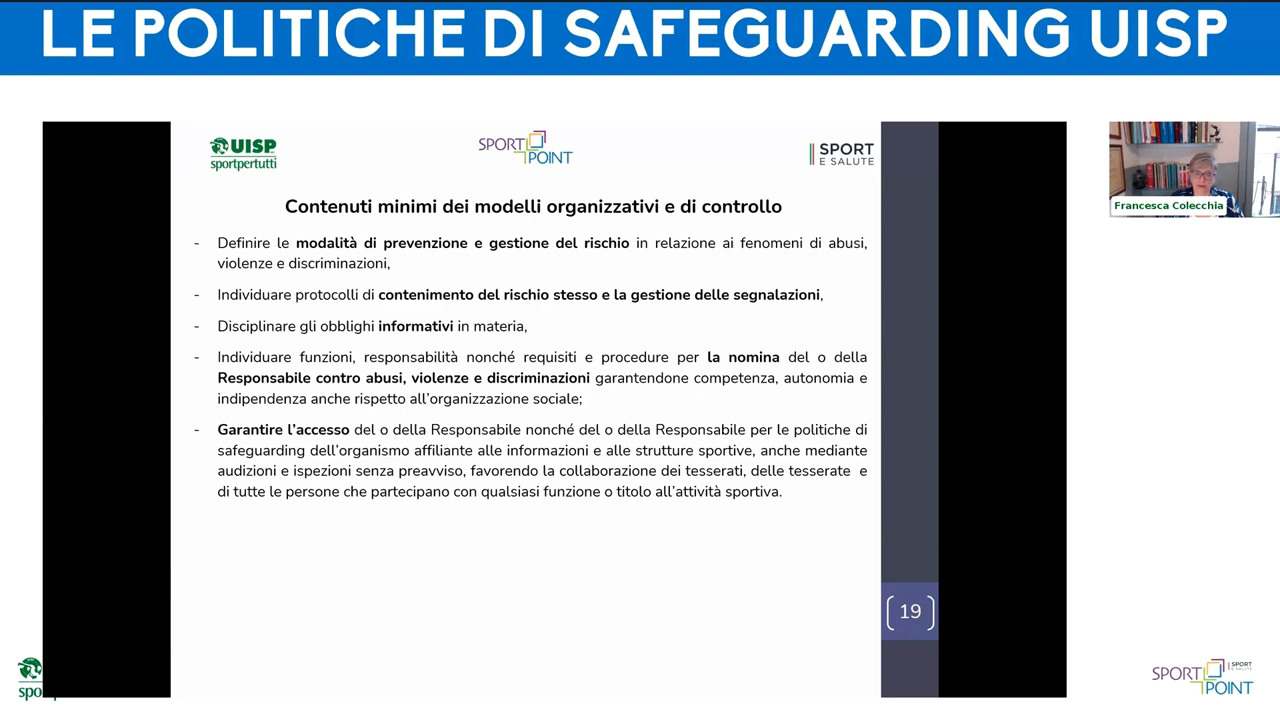 LE POLITICHE DI SAFEGUARDING UISP
UISP
sportpertutti
SPORT
POINT
SPORT
E SALUTE
Contenuti minimi dei modelli organizzativi e di controllo
- Definire le modalità di prevenzione e gestione del rischio in relazione ai fenomeni di abusi,
violenze e discriminazioni,
- Individuare protocolli di contenimento del rischio stesso e la gestione delle segnalazioni,
- Disciplinare gli obblighi informativi in materia,
- Individuare funzioni, responsabilità nonché requisiti e procedure per la nomina del o della
Responsabile contro abusi, violenze e discriminazioni garantendone competenza, autonomia e
indipendenza anche rispetto all’organizzazione sociale;
- Garantire l’accesso del o della Responsabile nonché del o della Responsabile per le politiche di
safeguarding dell’organismo affiliante alle informazioni e alle strutture sportive, anche mediante
audizioni e ispezioni senza preavviso, favorendo la collaborazione dei tesserati, delle tesserate e
di tutte le persone che partecipano con qualsiasi funzione o titolo all’attività sportiva.
19
Francesca Colecchia
spo
SPORT
POINT
SPORT
E SALUTE